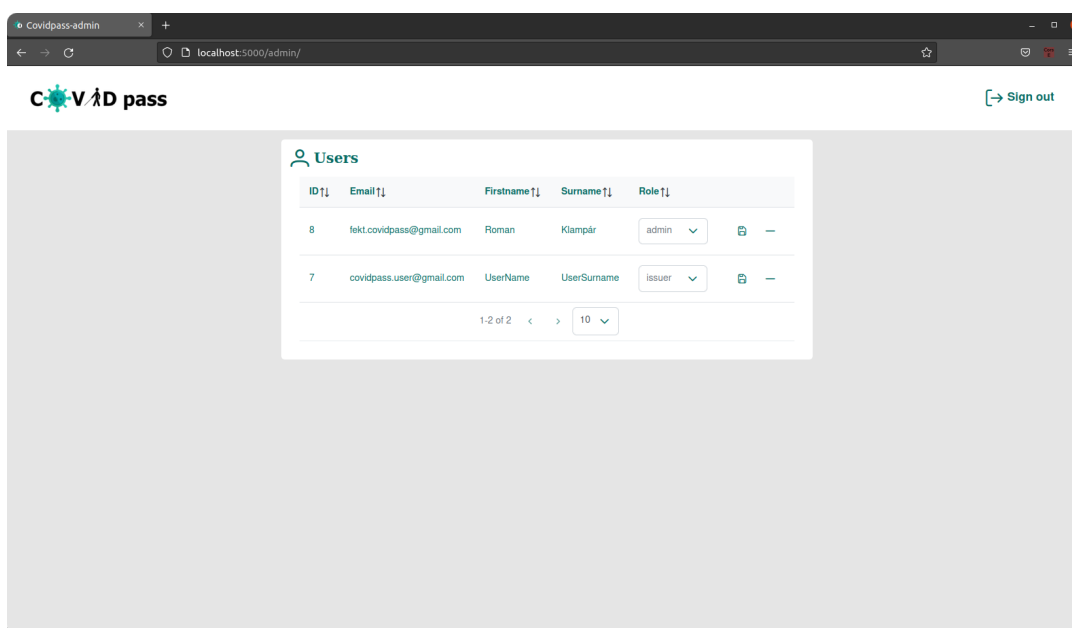 Covidpass-admin
localhost:5000/admin/
COVID pass
Sign out
Users
ID Email Firstname Surname Role
8 fekt.covidpass@gmail.com Roman Klampár admin
7 covidpass.user@gmail.com UserName UserSurname issuer
1-2 of 2 10